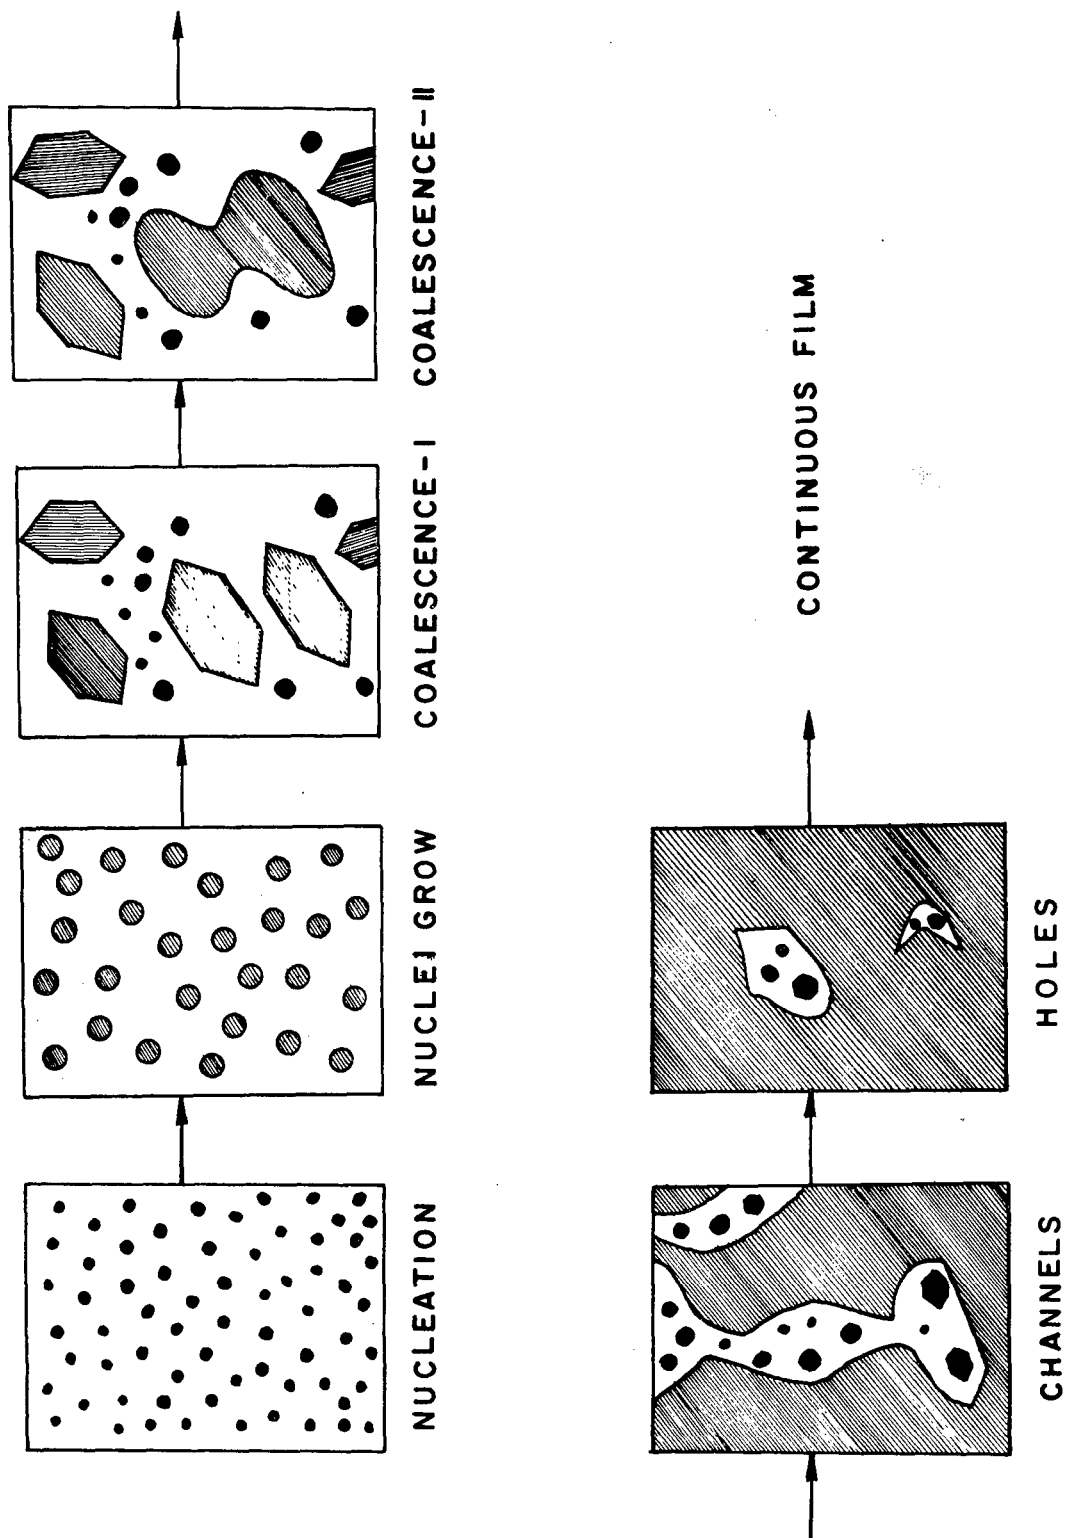 NUCLEATION
NUCLEI GROW
COALESCENCE-I
COALESCENCE-II
CHANNELS
HOLES
CONTINUOUS FILM